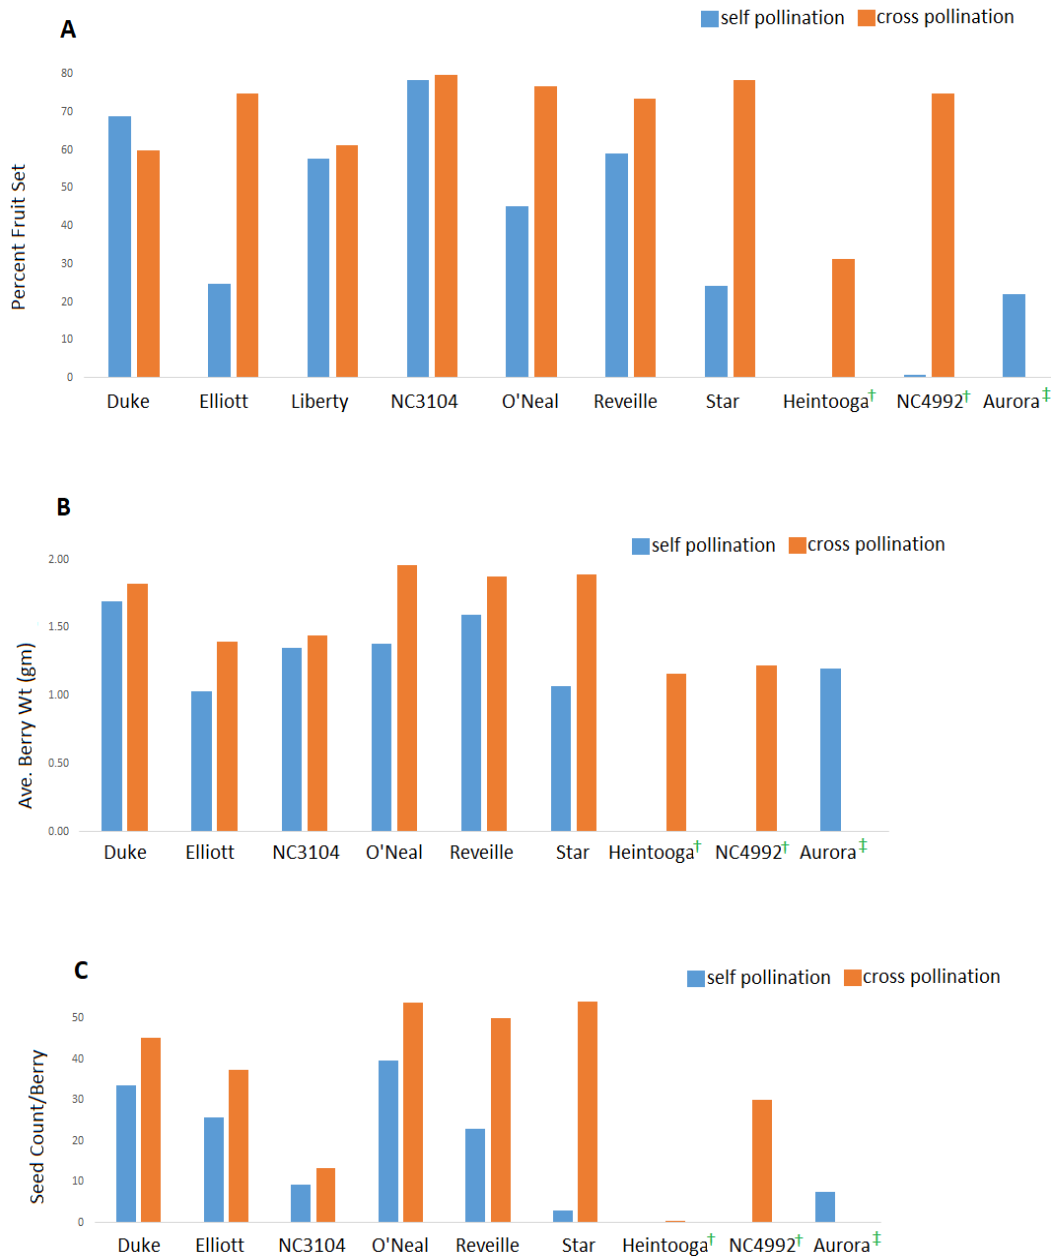 A
self pollination cross pollination
Percent Fruit Set
80
70
60
50
40
30
20
10
0
Duke Elliott Liberty NC3104 O'Neal Reveille Star Heintooga† NC4992† Aurora‡
B
self pollination cross pollination
Ave. Berry Wt (gm)
2.00
1.50
1.00
0.50
0.00
Duke Elliott NC3104 O'Neal Reveille Star Heintooga† NC4992† Aurora‡
C
self pollination cross pollination
Seed Count/Berry
50
40
30
20
10
0
Duke Elliott NC3104 O'Neal Reveille Star Heintooga† NC4992† Aurora‡